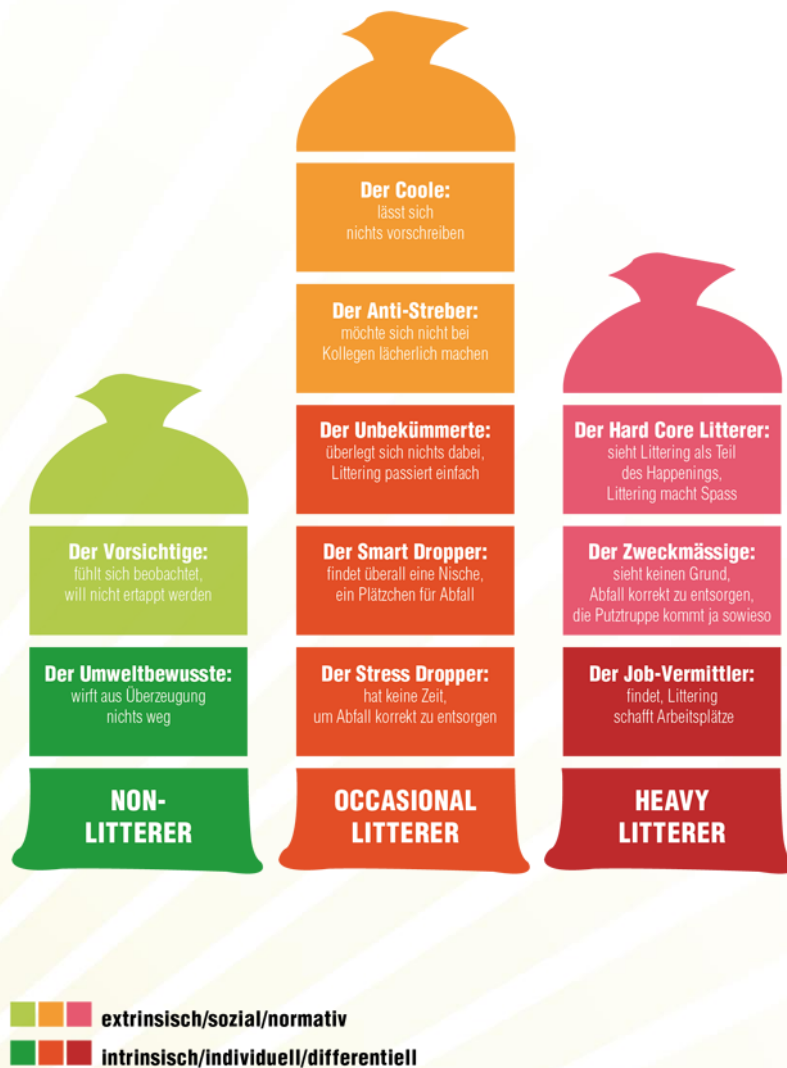 Der Coole:
lässt sich
nichts vorschreiben
Der Anti-Streber:
möchte sich nicht bei
Kollegen lächerlich machen
Der Unbekümmerte:
überlegt sich nichts dabei,
Littering passiert einfach
Der Smart Dropper:
findet überall eine Nische,
ein Plätzchen für Abfall
Der Stress Dropper:
hat keine Zeit,
um Abfall korrekt zu entsorgen
OCCASIONAL
LITTERER
Der Vorsichtige:
fühlt sich beobachtet,
will nicht ertappt werden
Der Umweltbewusste:
wirft aus Überzeugung
nichts weg
NON-
LITTERER
Der Hard Core Litterer:
sieht Littering als Teil
des Happenings,
Littering macht Spass
Der Zweckmässige:
sieht keinen Grund,
Abfall korrekt zu entsorgen,
die Putztruppe kommt ja sowieso
Der Job-Vermittler:
findet, Littering
schafft Arbeitsplätze
HEAVY
LITTERER
extrinsisch/sozial/normativ
intrinsisch/individuell/differentiell